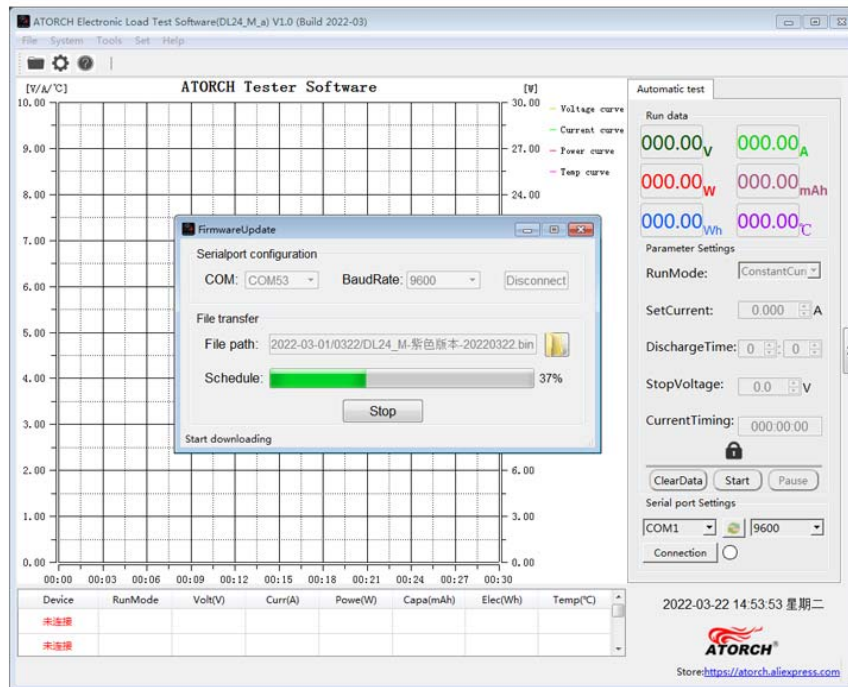 ATORCH Electronic Load Test Software(DL24_M_a) V1.0 (Build 2022-03)
File System Tools Set Help
[V/A/℃] ATORCH Tester Software [W]
10.00 30.00
Voltage curve
Current curve
9.00 27.00
Power curve
Temp curve
8.00 24.00
7.00
6.00
5.00
4.00
3.00
2.00 6.00
1.00 3.00
0.00 0.00
00:00 00:03 00:06 00:09 00:12 00:15 00:18 00:21 00:24 00:27 00:30
FirmwareUpdate
Serialport configuration
COM: COM53 BaudRate: 9600 Disconnect
File transfer
File path: 2022-03-01/0322/DL24_M-紫色版本-20220322.bin
Schedule: 37%
Stop
Start downloading
Automatic test
Run data
000.00V 000.00A
000.00W 000.00mAh
000.00Wh 000.00℃
Parameter Settings
RunMode: ConstantCurr
SetCurrent: 0.000 A
DischargeTime: 0 : 0
StopVoltage: 0.0 V
CurrentTiming: 000:00:00
ClearData Start Pause
Serial port Settings
COM1 9600
Connection
Device RunMode Volt(V) Curr(A) Powe(W) Capa(mAh) Elec(Wh) Temp(℃)
未连接
未连接
2022-03-22 14:53:53 星期二
ATORCH®
Store:https://atorch.aliexpress.com